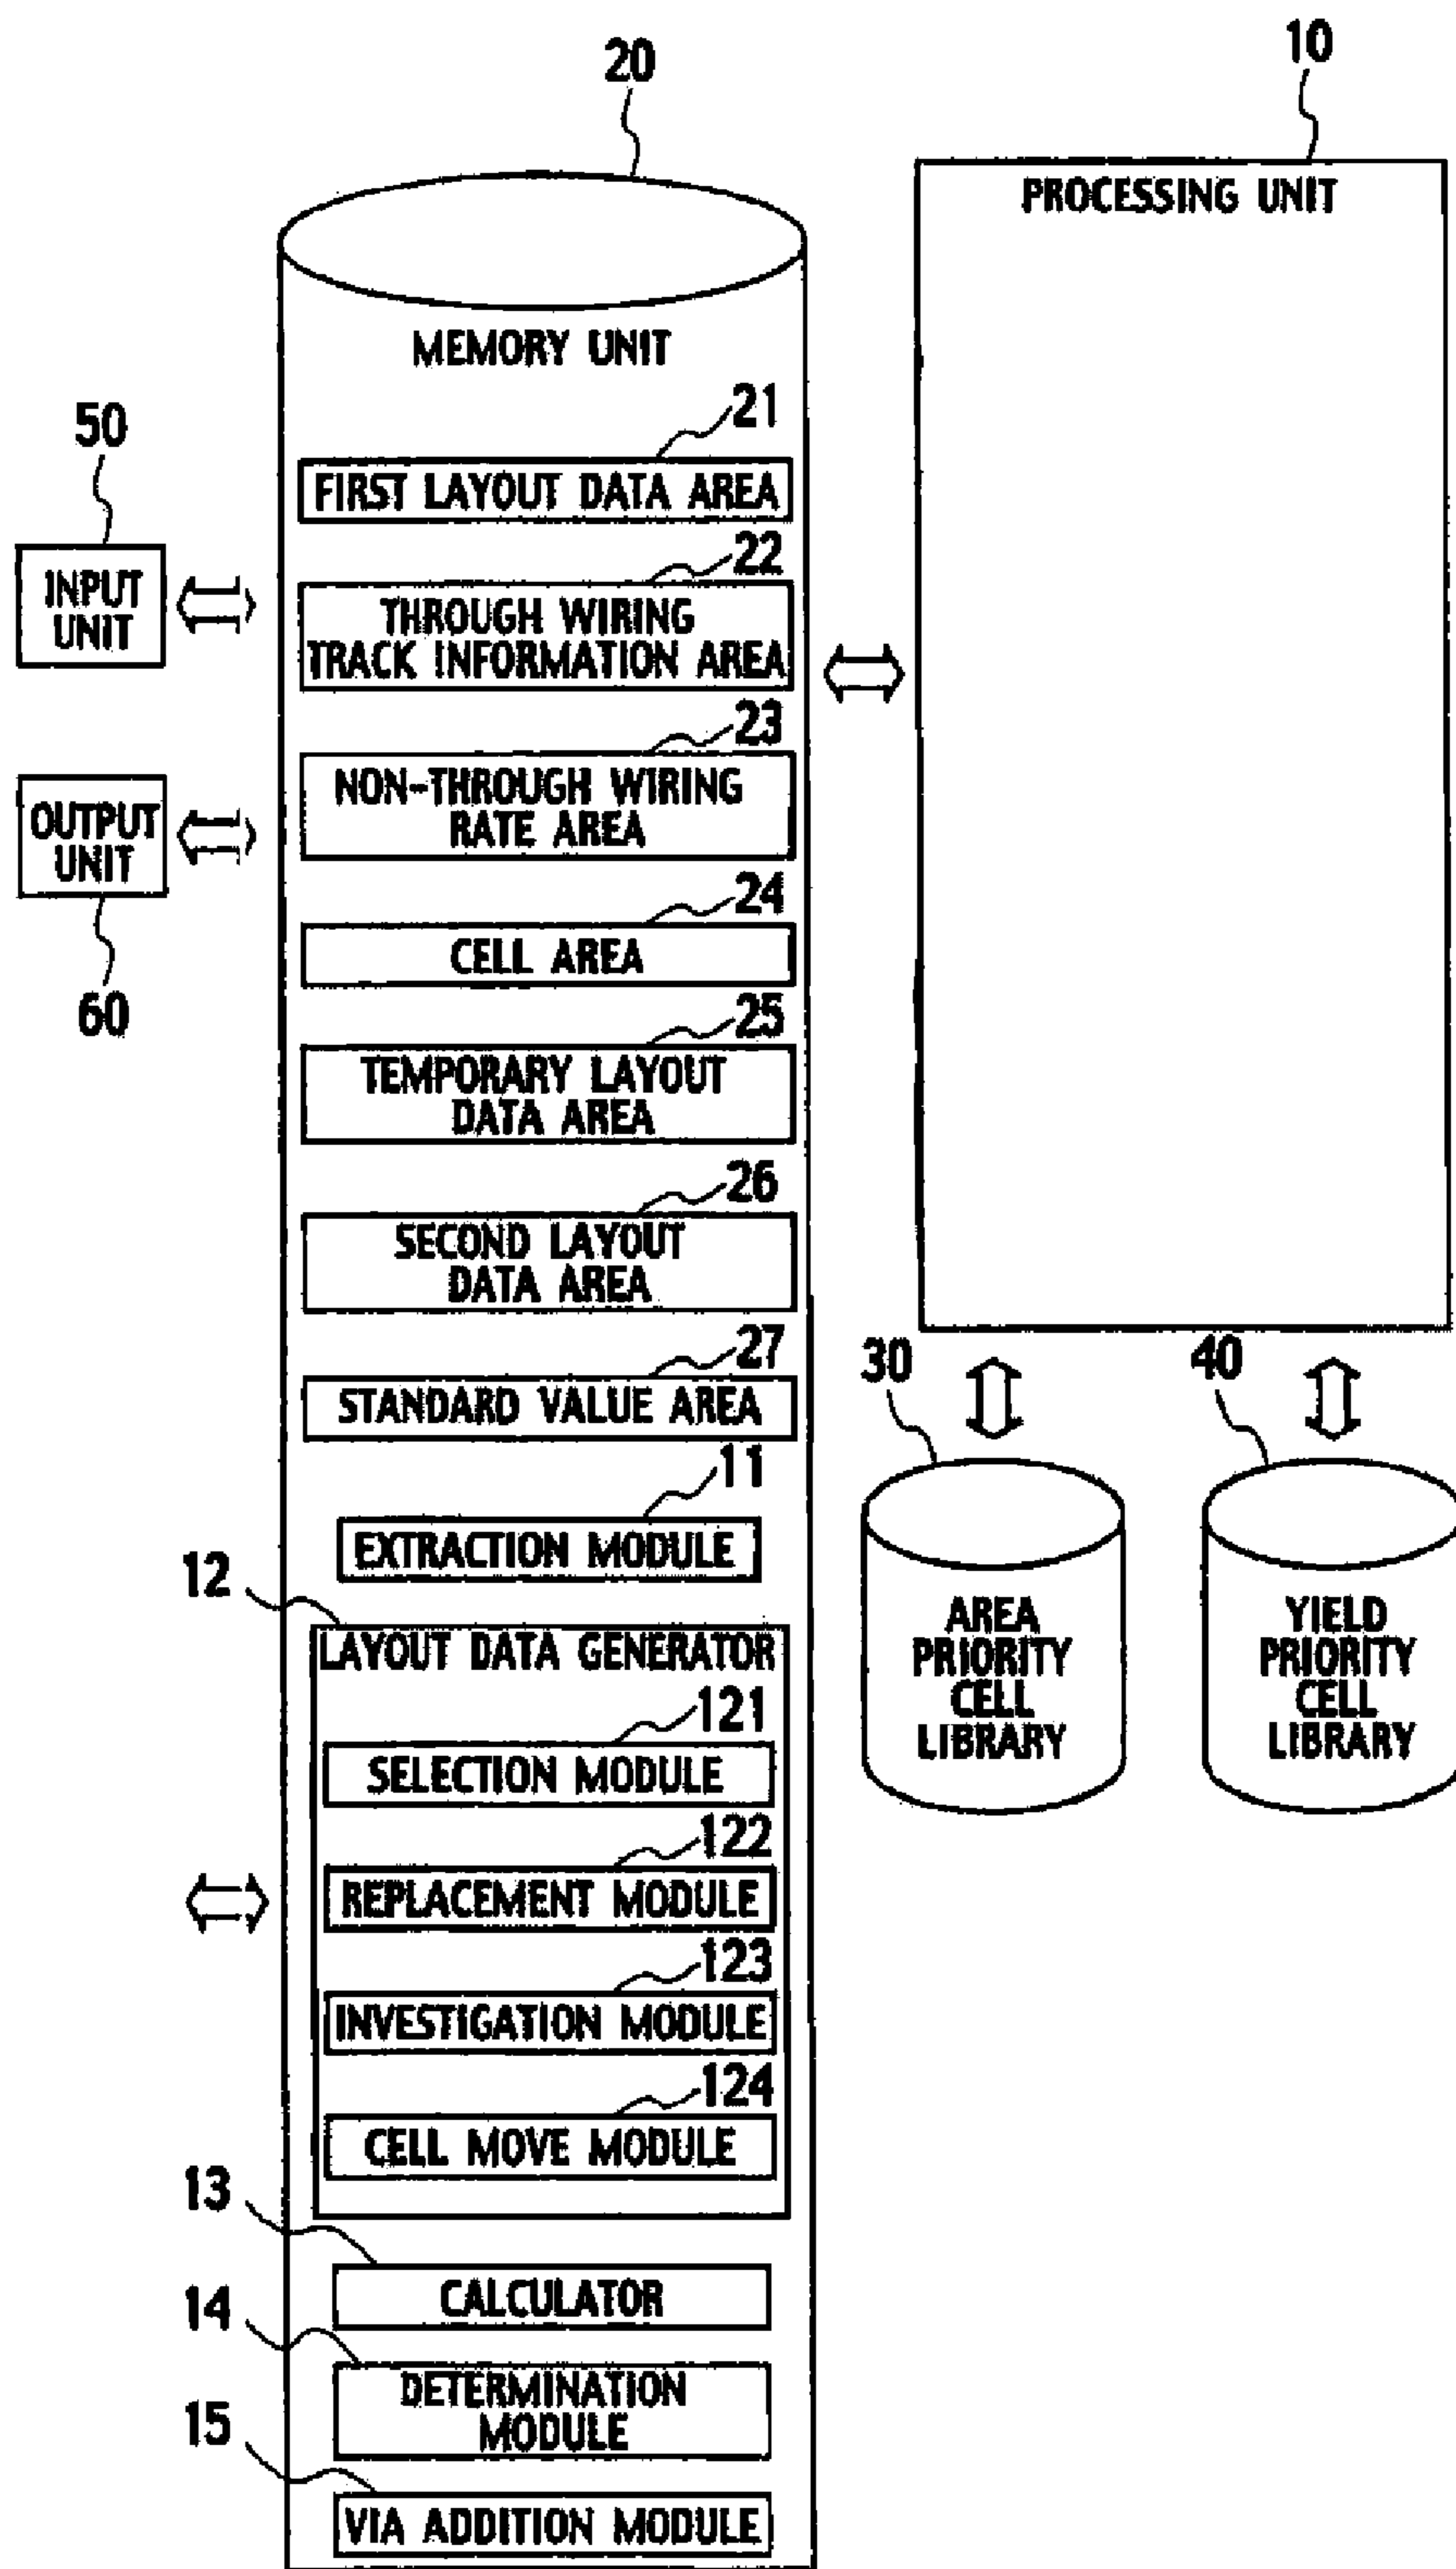 20
10
PROCESSING UNIT
MEMORY UNIT
21
FIRST LAYOUT DATA AREA
50
INPUT
UNIT
22
THROUGH WIRING
TRACK INFORMATION AREA
23
NON-THROUGH WIRING
RATE AREA
OUTPUT
UNIT
60
24
CELL AREA
25
TEMPORARY LAYOUT
DATA AREA
26
SECOND LAYOUT
DATA AREA
27
STANDARD VALUE AREA
30
40
AREA
PRIORITY
CELL
LIBRARY
YIELD
PRIORITY
CELL
LIBRARY
11
EXTRACTION MODULE
12
LAYOUT DATA GENERATOR
121
SELECTION MODULE
122
REPLACEMENT MODULE
123
INVESTIGATION MODULE
124
CELL MOVE MODULE
13
CALCULATOR
14
DETERMINATION
MODULE
15
VIA ADDITION MODULE